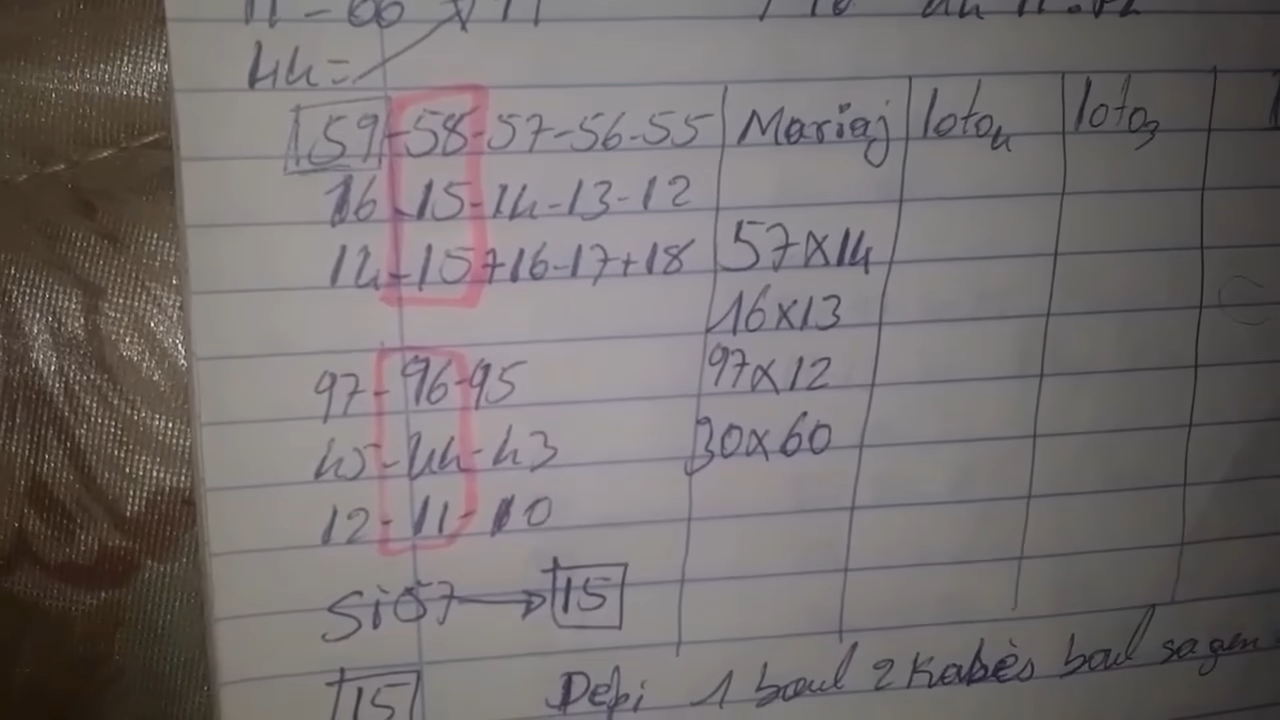 59-58-57-56-55 Mariaj loto4 loto3
16-15-14-13-12
14-15+16-17+18 57x14
16x13
97-96-95 97x12
45-44-43 30x60
12-11-10
Si 57→15
15 Depi 1 boul 2 Kabès boul sa gen